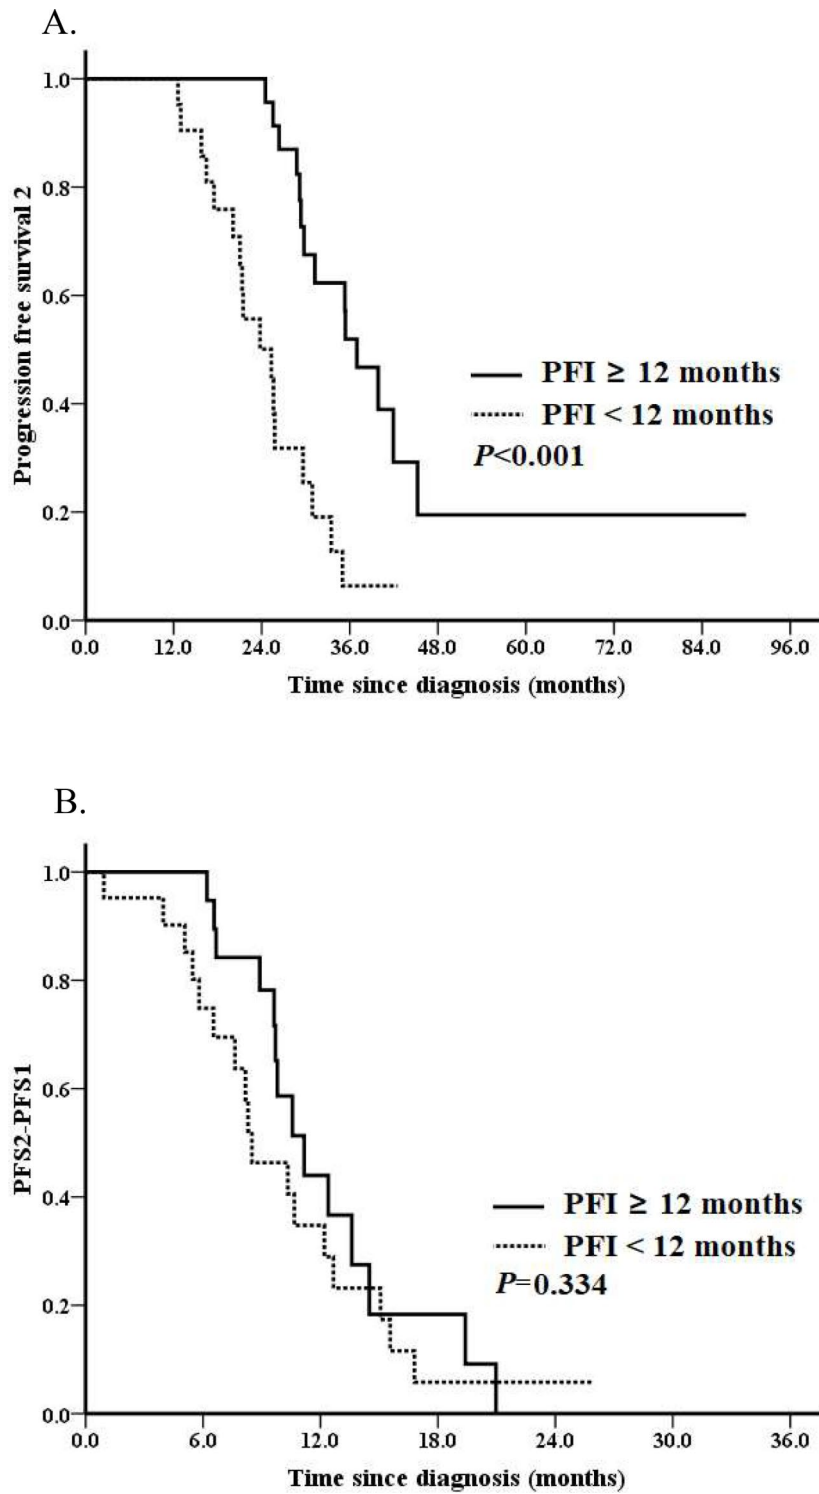 A.
Progression free survival 2
1.0
0.8
0.6
0.4
0.2
0.0
PFI ≥ 12 months
PFI < 12 months
P<0.001
0.0 12.0 24.0 36.0 48.0 60.0 72.0 84.0 96.0
Time since diagnosis (months)
B.
PFS2-PFS1
1.0
0.8
0.6
0.4
0.2
0.0
PFI ≥ 12 months
PFI < 12 months
P=0.334
0.0 6.0 12.0 18.0 24.0 30.0 36.0
Time since diagnosis (months)